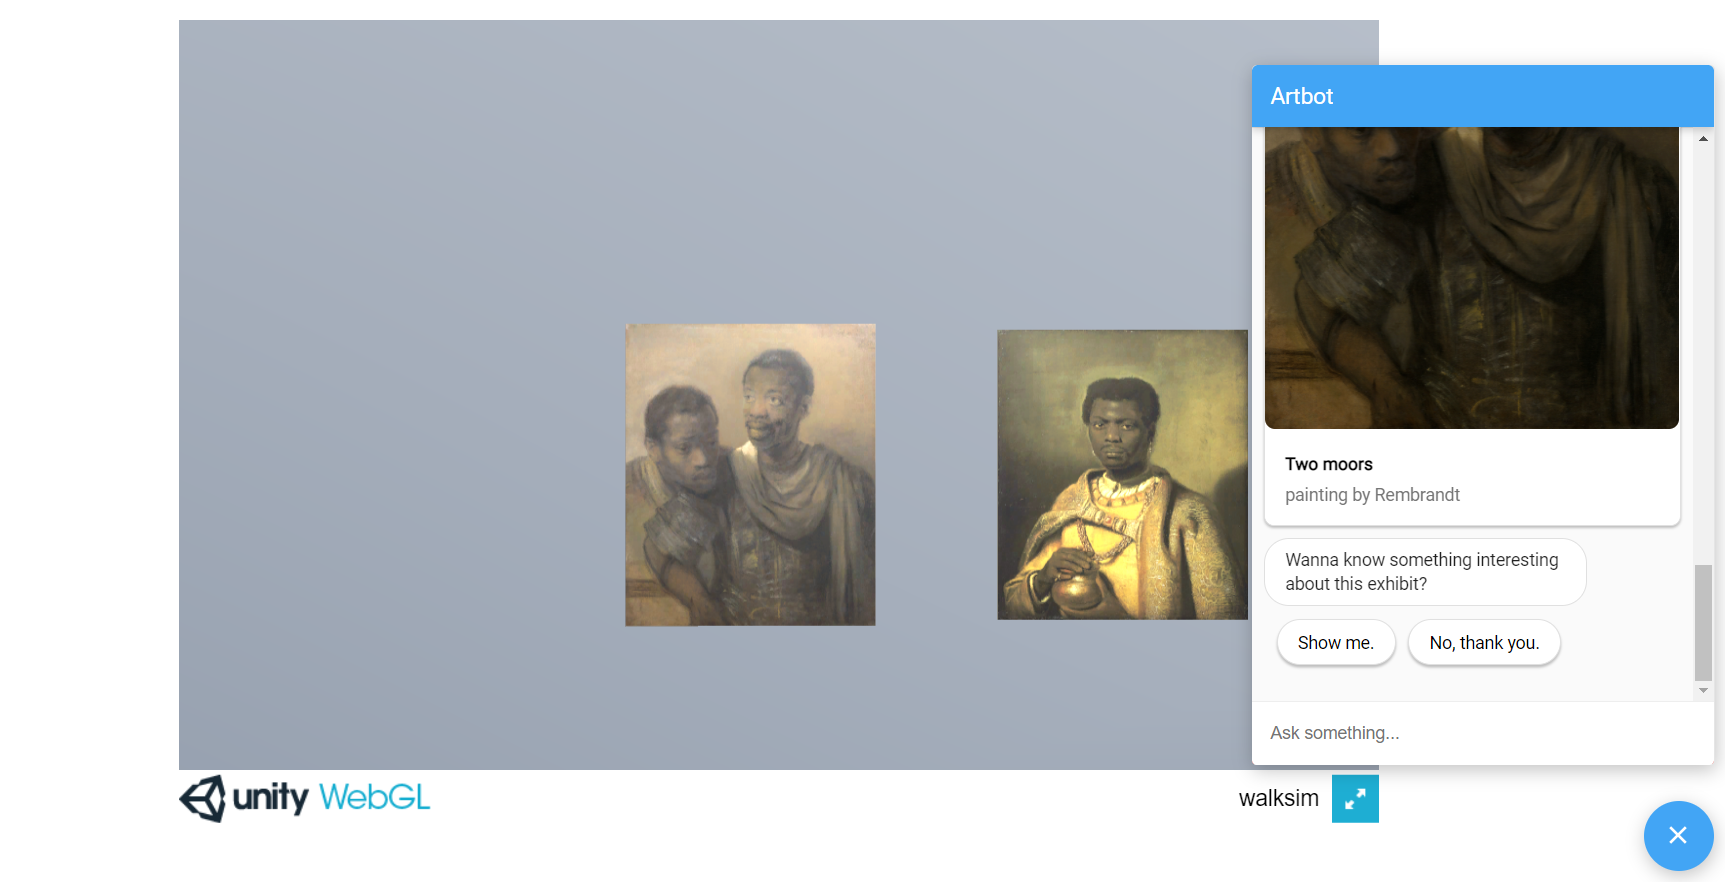 Artbot
Two moors
painting by Rembrandt
Wanna know something interesting
about this exhibit?
Show me.
No, thank you.
Ask something...
unity WebGL
walksim